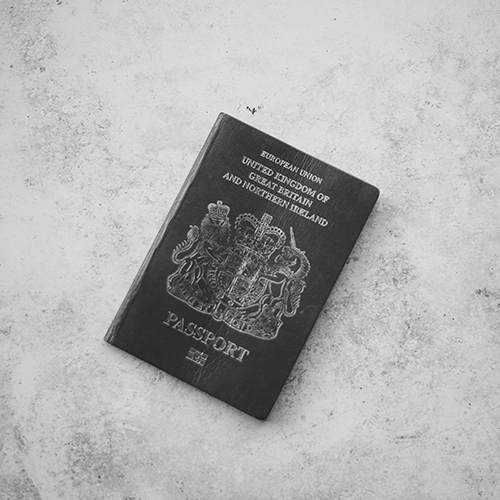 EUROPEAN UNION
UNITED KINGDOM OF
GREAT BRITAIN
AND NORTHERN IRELAND
PASSPORT